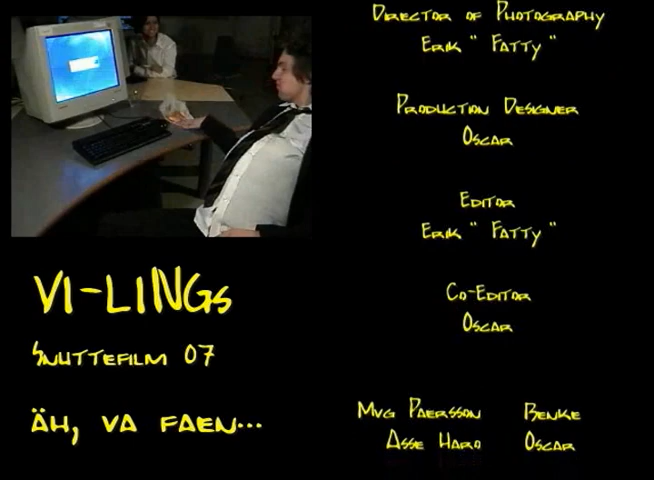 Director of Photography
Erik " Fatty "
Production Designer
Oscar
Editor
Erik " Fatty "
Co-Editor
Oscar
VI-LINGs
Snuttefilm 07
Äh, va faen...
Mvg Paersson Benke
Asse Hard Oscar